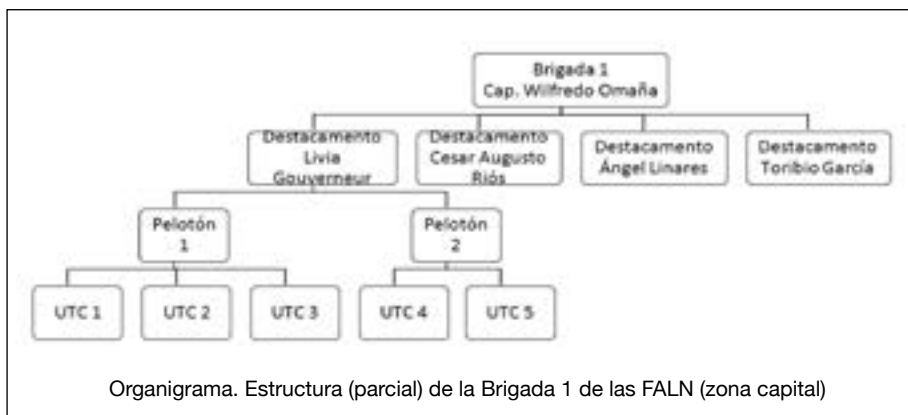 Brigada 1
Cap. Wilfredo Omaña
Destacamento
Livia
Gouverneur
Destacamento
Cesar Augusto
Riós
Destacamento
Ángel Linares
Destacamento
Toribio García
Pelotón
1
Pelotón
2
UTC 1
UTC 2
UTC 3
UTC 4
UTC 5
Organigrama. Estructura (parcial) de la Brigada 1 de las FALN (zona capital)